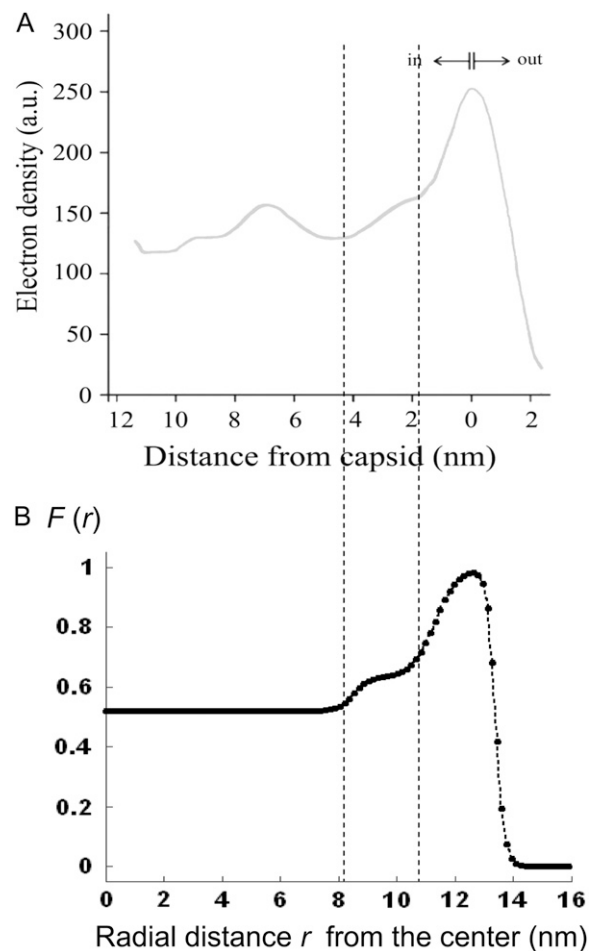 A
300
250
200
150
100
50
0
Electron density (a.u.)
in out
12 10 8 6 4 2 0 2
Distance from capsid (nm)
B F (r)
1
0.8
0.6
0.4
0.2
0
0 2 4 6 8 10 12 14 16
Radial distance r from the center (nm)